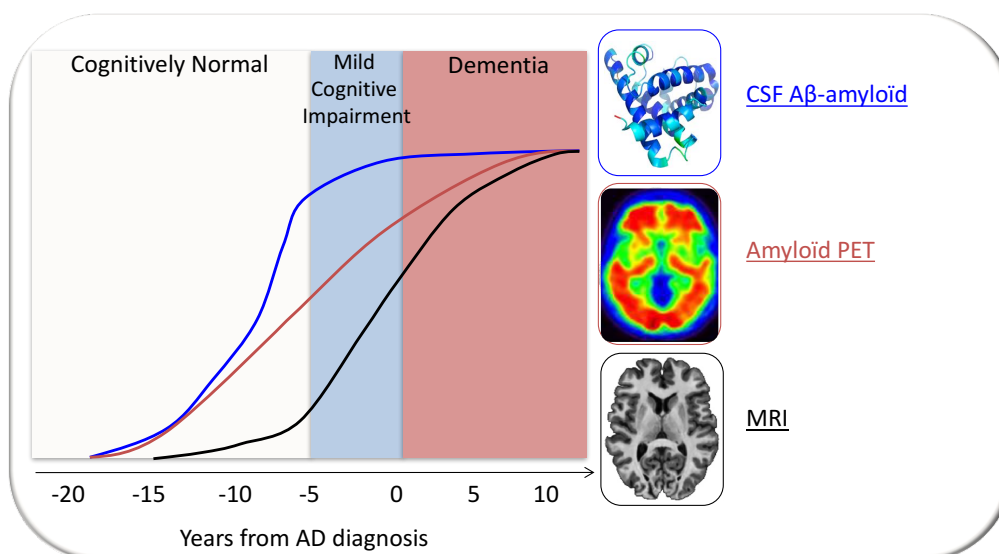 Cognitively Normal
Mild
Cognitive
Impairment
Dementia
CSF Aβ-amyloïd
Amyloïd PET
MRI
-20 -15 -10 -5 0 5 10
Years from AD diagnosis